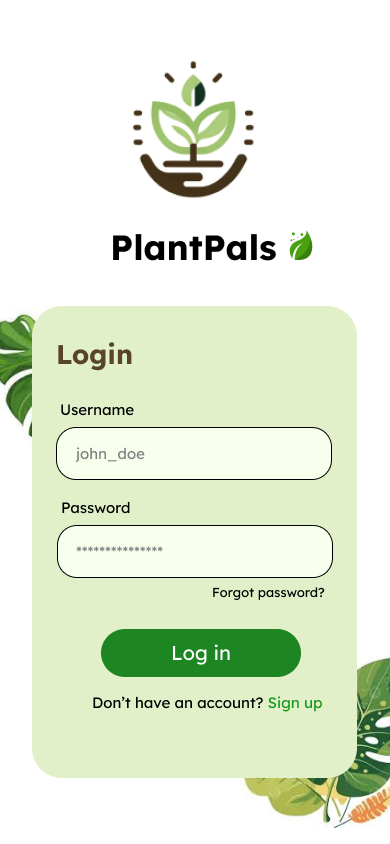 PlantPals
Login
Username
john_doe
Password
***************
Forgot password?
Log in
Don’t have an account? Sign up